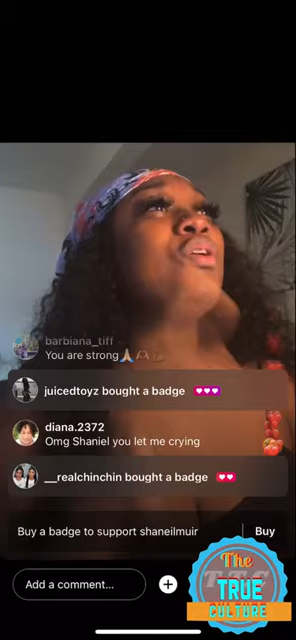 barbiana_tiff
You are strong🙏🫶🏽
juicedtoyz bought a badge
diana.2372
Omg Shaniel you let me crying
__realchinchin bought a badge
Buy a badge to support shaneilmuir
Buy
Add a comment...
The
TRUE
CULTURE